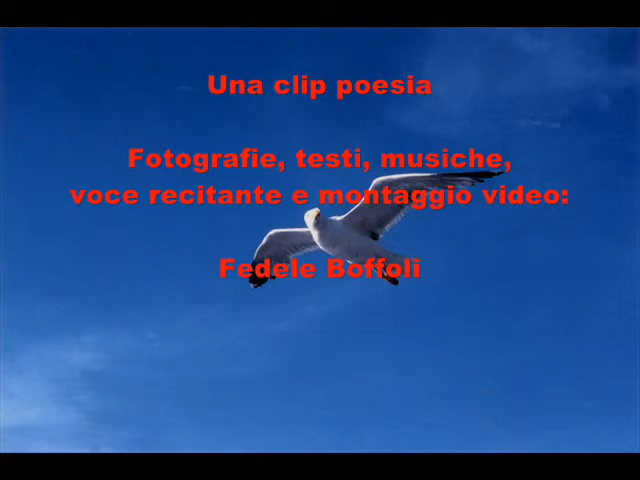 Una clip poesia
Fotografie, testi, musiche,
voce recitante e montaggio video:
Fedele Boffoli